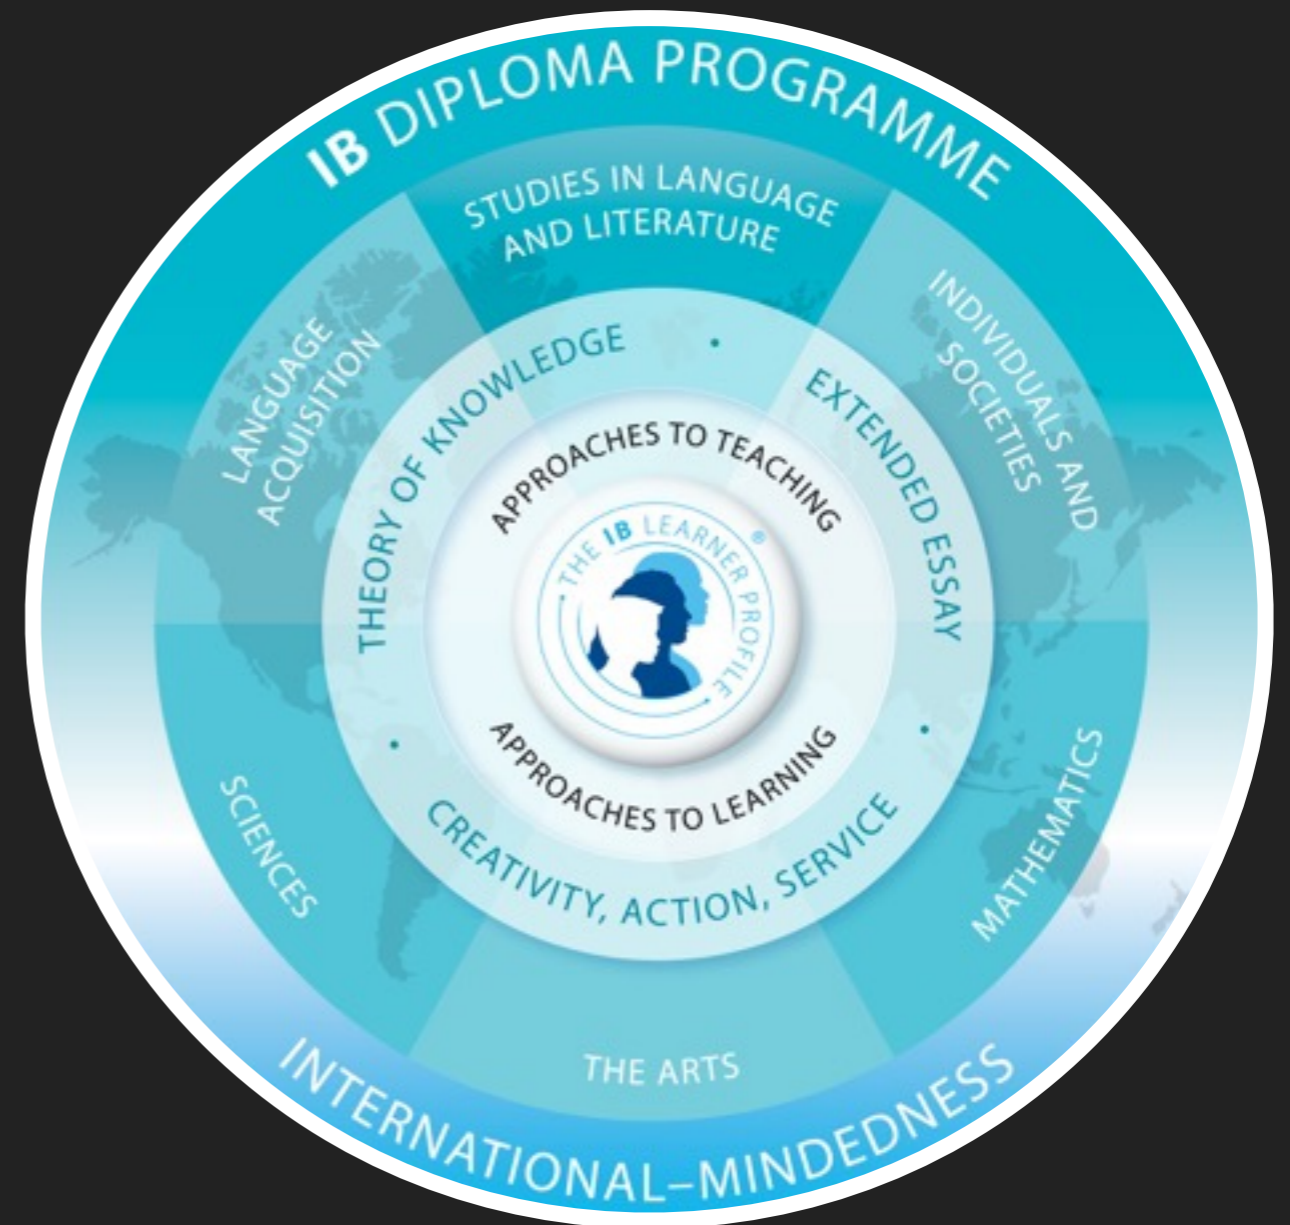 IB DIPLOMA PROGRAMME
STUDIES IN LANGUAGE
AND LITERATURE
LANGUAGE
ACQUISITION
INDIVIDUALS AND
SOCIETIES
THEORY OF KNOWLEDGE
·
EXTENDED ESSAY
APPROACHES TO TEACHING
THE IB LEARNER PROFILE
®
APPROACHES TO LEARNING
·
CREATIVITY, ACTION, SERVICE
·
SCIENCES
MATHEMATICS
THE ARTS
INTERNATIONAL–MINDEDNESS